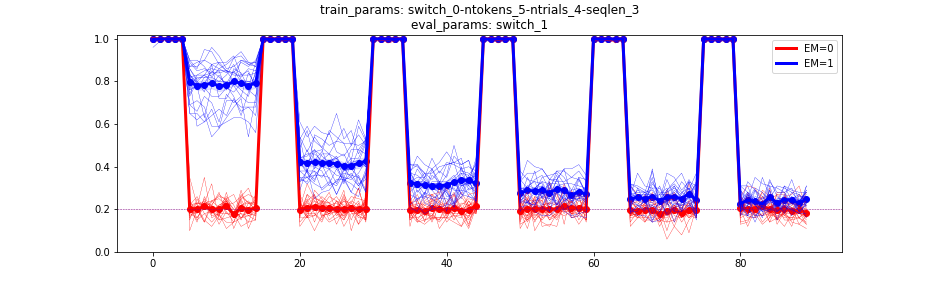 train_params: switch_0-ntokens_5-ntrials_4-seqlen_3
eval_params: switch_1
1.0
0.8
0.6
0.4
0.2
0.0
0
20
40
60
80
EM=0
EM=1